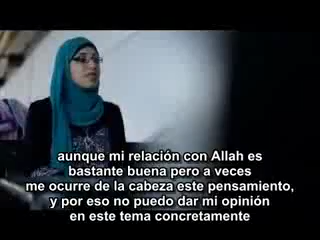 aunque mi relación con Allah es
bastante buena pero a veces
me ocurre de la cabeza este pensamiento,
y por eso no puedo dar mi opinión
en este tema concretamente